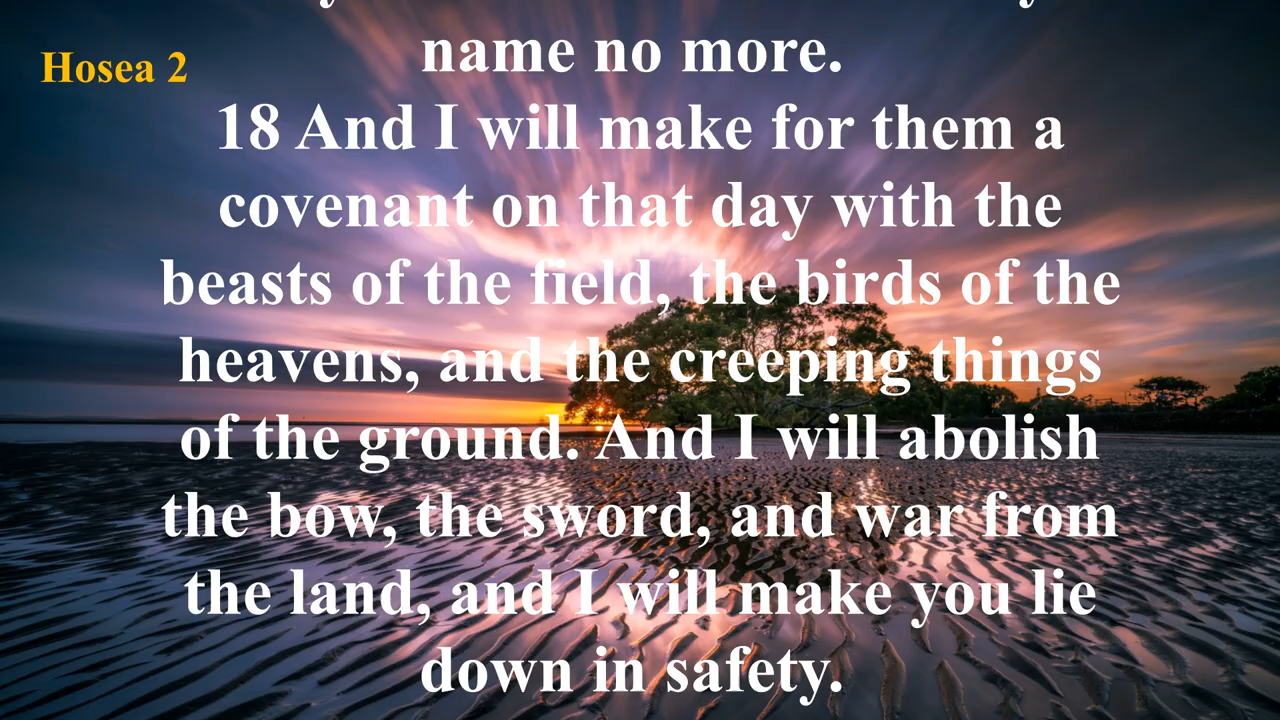 Hosea 2
name no more.
18 And I will make for them a
covenant on that day with the
beasts of the field, the birds of the
heavens, and the creeping things
of the ground. And I will abolish
the bow, the sword, and war from
the land, and I will make you lie
down in safety.